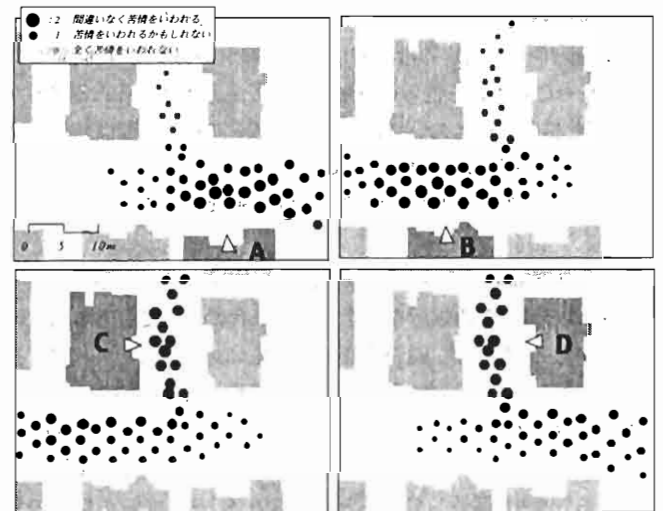 : 2 間違いなく苦情をいわれる
1 苦情をいわれるかもしれない
0 全く苦情をいわれない
0 5 10m
A
B
C
D